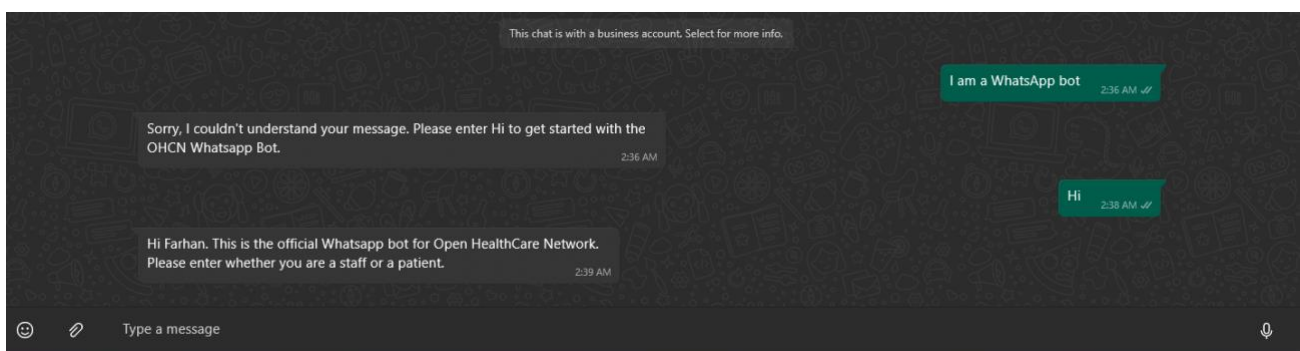 This chat is with a business account. Select for more info.
I am a WhatsApp bot
2:36 AM
Sorry, I couldn't understand your message. Please enter Hi to get started with the
OHCN Whatsapp Bot.
2:36 AM
Hi
2:38 AM
Hi Farhan. This is the official Whatsapp bot for Open HealthCare Network.
Please enter whether you are a staff or a patient.
2:39 AM
Type a message